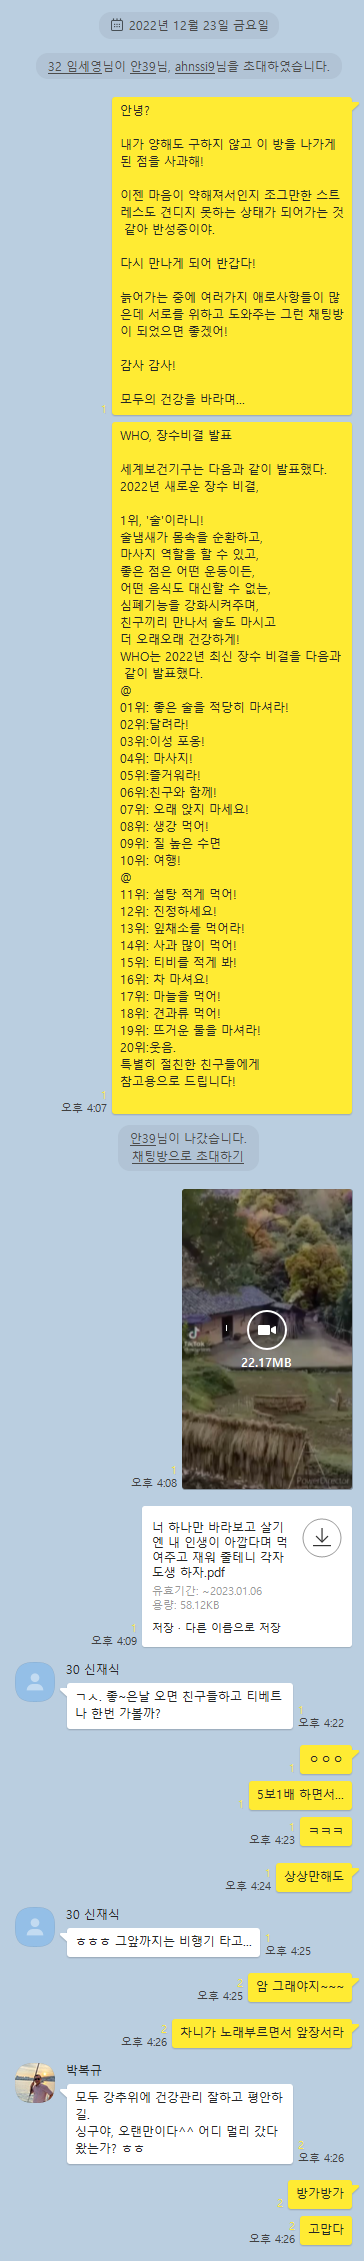 2022년 12월 23일 금요일
32 임세영님이 안39님, ahnssi9님을 초대하였습니다.
안녕?
내가 양해도 구하지 않고 이 방을 나가게
된 점을 사과해!
이젠 마음이 약해져서인지 조그만한 스트
레스도 견디지 못하는 상태가 되어가는 것
같아 반성중이야.
다시 만나게 되어 반갑다!
늙어가는 중에 여러가지 애로사항들이 많
은데 서로를 위하고 도와주는 그런 채팅방
이 되었으면 좋겠어!
감사 감사!
모두의 건강을 바라며...
1
WHO, 장수비결 발표
세계보건기구는 다음과 같이 발표했다.
2022년 새로운 장수 비결,
1위, '술'이라니!
술냄새가 몸속을 순환하고,
마사지 역할을 할 수 있고,
좋은 점은 어떤 운동이든,
어떤 음식도 대신할 수 없는,
심폐기능을 강화시켜주며,
친구끼리 만나서 술도 마시고
더 오래오래 건강하게!
WHO는 2022년 최신 장수 비결을 다음과
같이 발표했다.
@
01위: 좋은 술을 적당히 마셔라!
02위:달려라!
03위:이성 포옹!
04위: 마사지!
05위:즐거워라!
06위:친구와 함께!
07위: 오래 앉지 마세요!
08위: 생강 먹어!
09위: 질 높은 수면
10위: 여행!
@
11위: 설탕 적게 먹어!
12위: 진정하세요!
13위: 잎채소를 먹어라!
14위: 사과 많이 먹어!
15위: 티비를 적게 봐!
16위: 차 마셔요!
17위: 마늘을 먹어!
18위: 견과류 먹어!
19위: 뜨거운 물을 마셔라!
20위:웃음.
특별히 절친한 친구들에게
참고용으로 드립니다!
1
오후 4:07
안39님이 나갔습니다.
채팅방으로 초대하기
TikTok
22.17MB
PowerDirector
1
오후 4:08
너 하나만 바라보고 살기
엔 내 인생이 아깝다며 먹
여주고 재워 줄테니 각자
도생 하자.pdf
유효기간: ~2023.01.06
용량: 58.12KB
저장 · 다른 이름으로 저장
1
오후 4:09
30 신재식
ㄱㅅ. 좋~은날 오면 친구들하고 티베트
나 한번 가볼까?
1
오후 4:22
ㅇㅇㅇ
1
5보1배 하면서...
1
ㅋㅋㅋ
1
오후 4:23
상상만해도
1
오후 4:24
30 신재식
ㅎㅎㅎ 그앞까지는 비행기 타고...
1
오후 4:25
암 그래야지~~~
2
오후 4:25
차니가 노래부르면서 앞장서라
2
오후 4:26
박복규
모두 강추위에 건강관리 잘하고 평안하
길.
싱구야, 오랜만이다^^ 어디 멀리 갔다
왔는가? ㅎㅎ
2
오후 4:26
방가방가
2
고맙다
2
오후 4:26